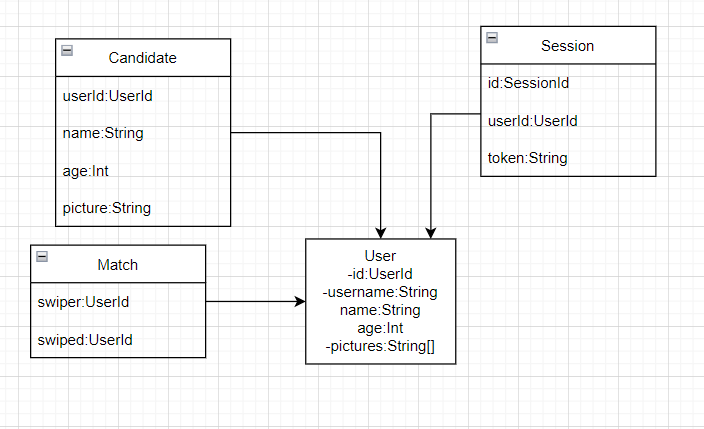 Candidate
userId:UserId
name:String
age:Int
picture:String
Session
id:SessionId
userId:UserId
token:String
Match
swiper:UserId
swiped:UserId
User
-id:UserId
-username:String
name:String
age:Int
-pictures:String[]